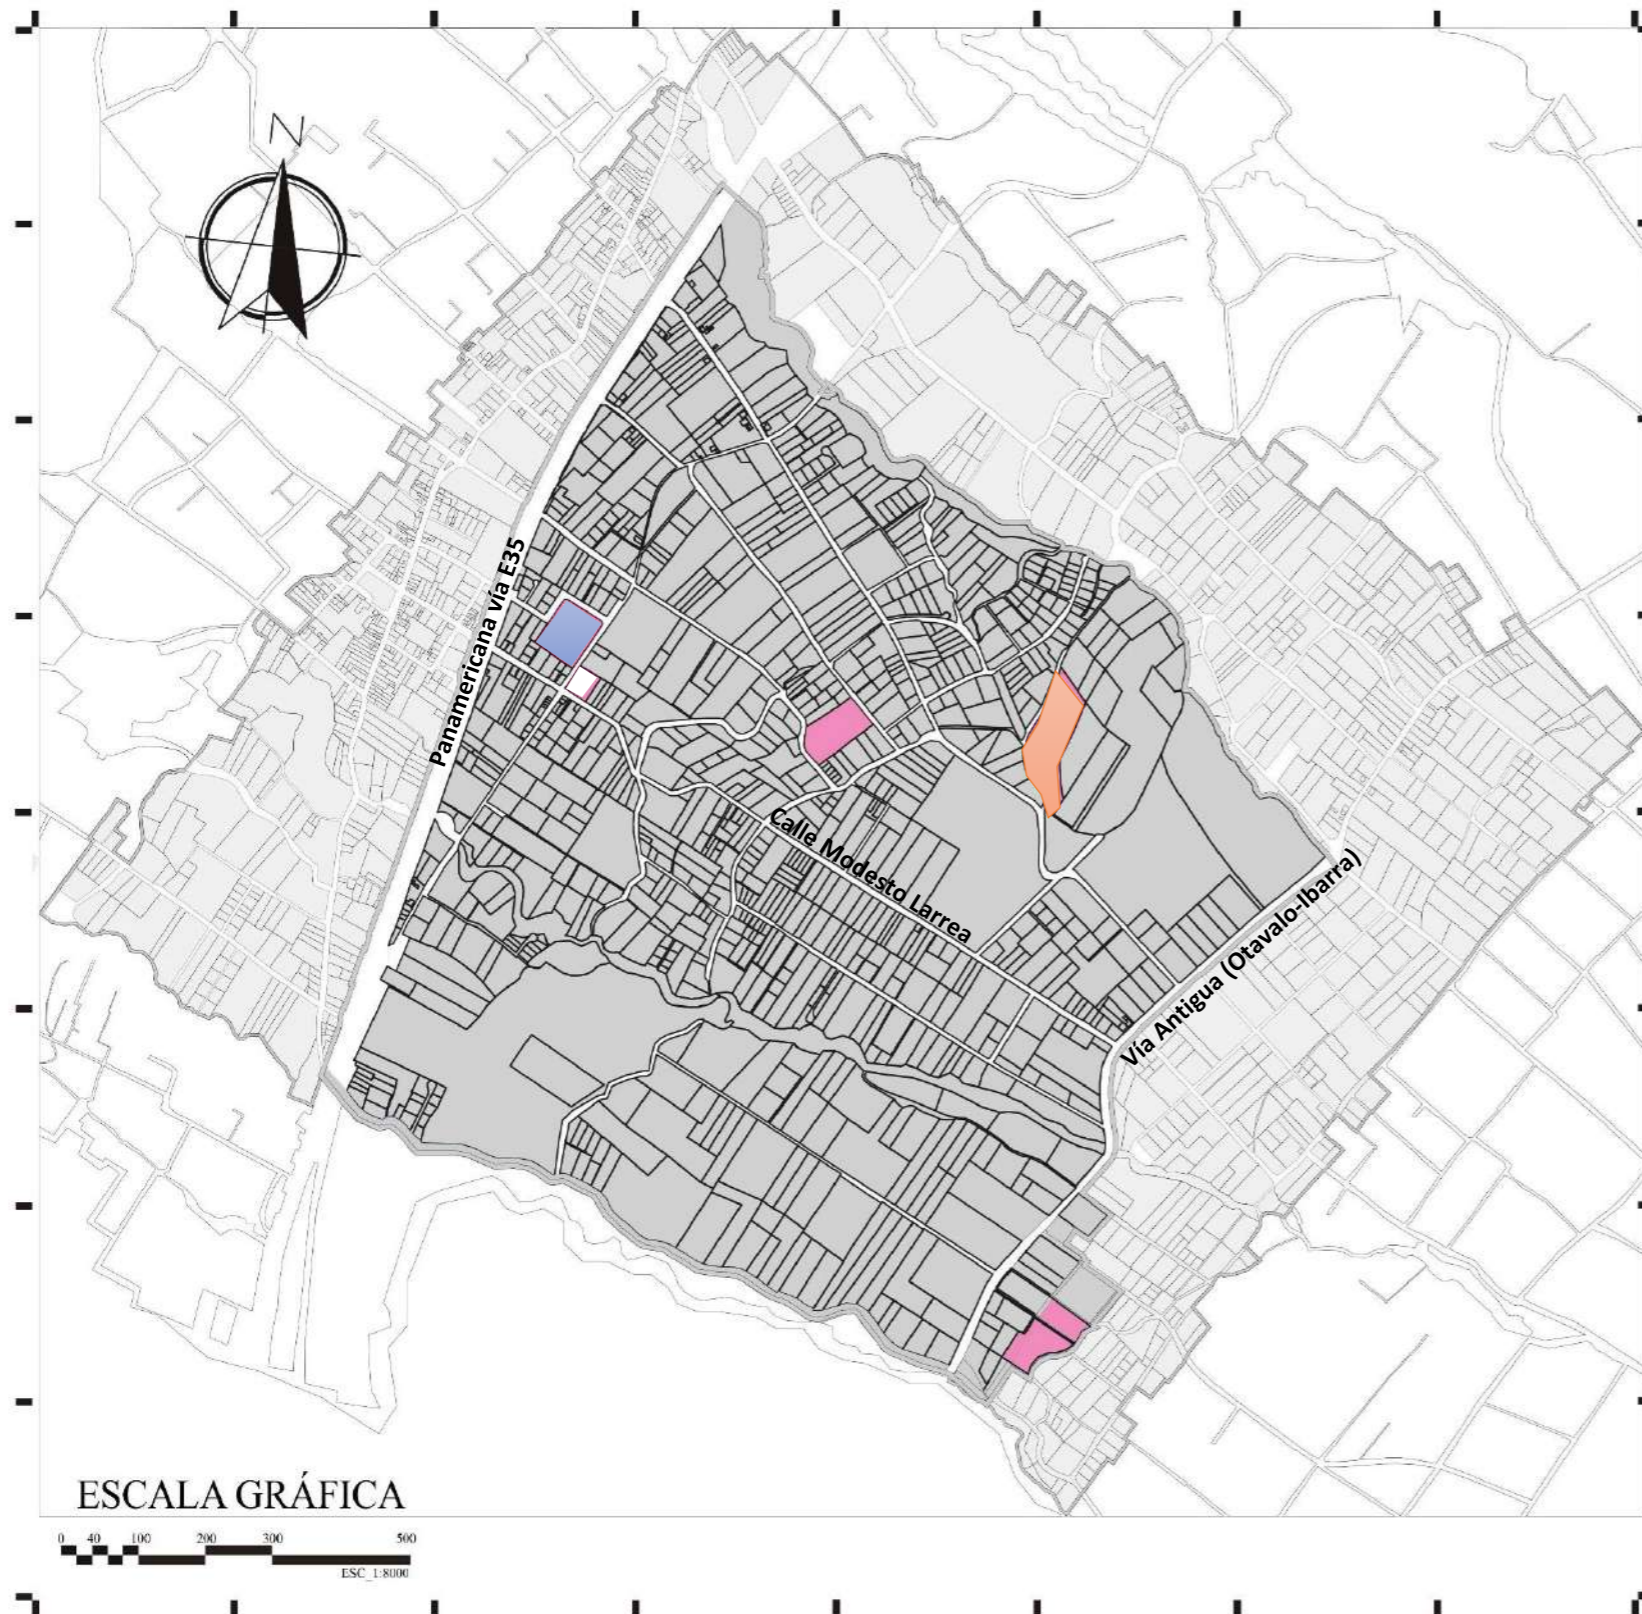 N
Panamericana vía E35
Calle Modesto Larrea
Vía Antigua (Otavalo-Ibarra)
ESCALA GRÁFICA
0 40 100 200 300 500
ESC_1:8000